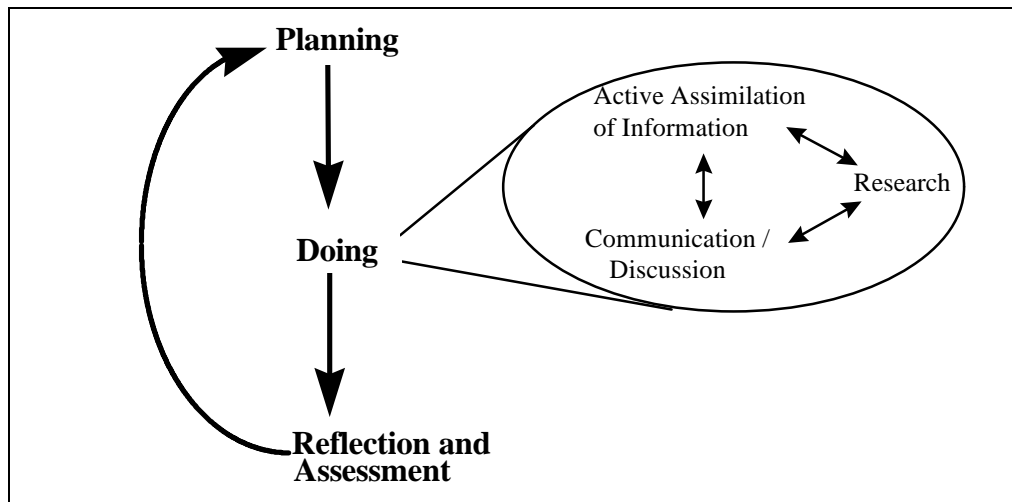 Planning
Active Assimilation
of Information
Research
Doing
Communication /
Discussion
Reflection and
Assessment